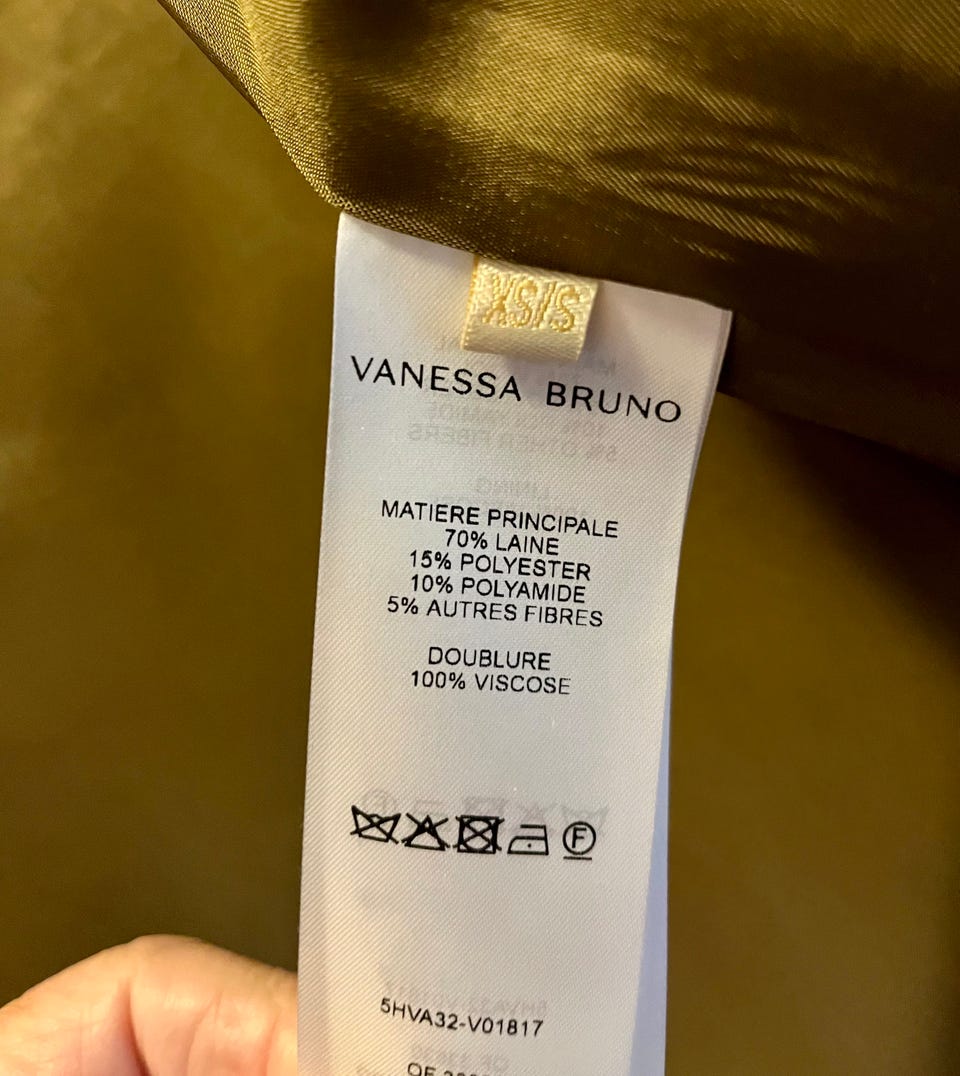 XS/S
VANESSA BRUNO
MATIERE PRINCIPALE
70% LAINE
15% POLYESTER
10% POLYAMIDE
5% AUTRES FIBRES
DOUBLURE
100% VISCOSE
F
5HVA32-V01817
OF